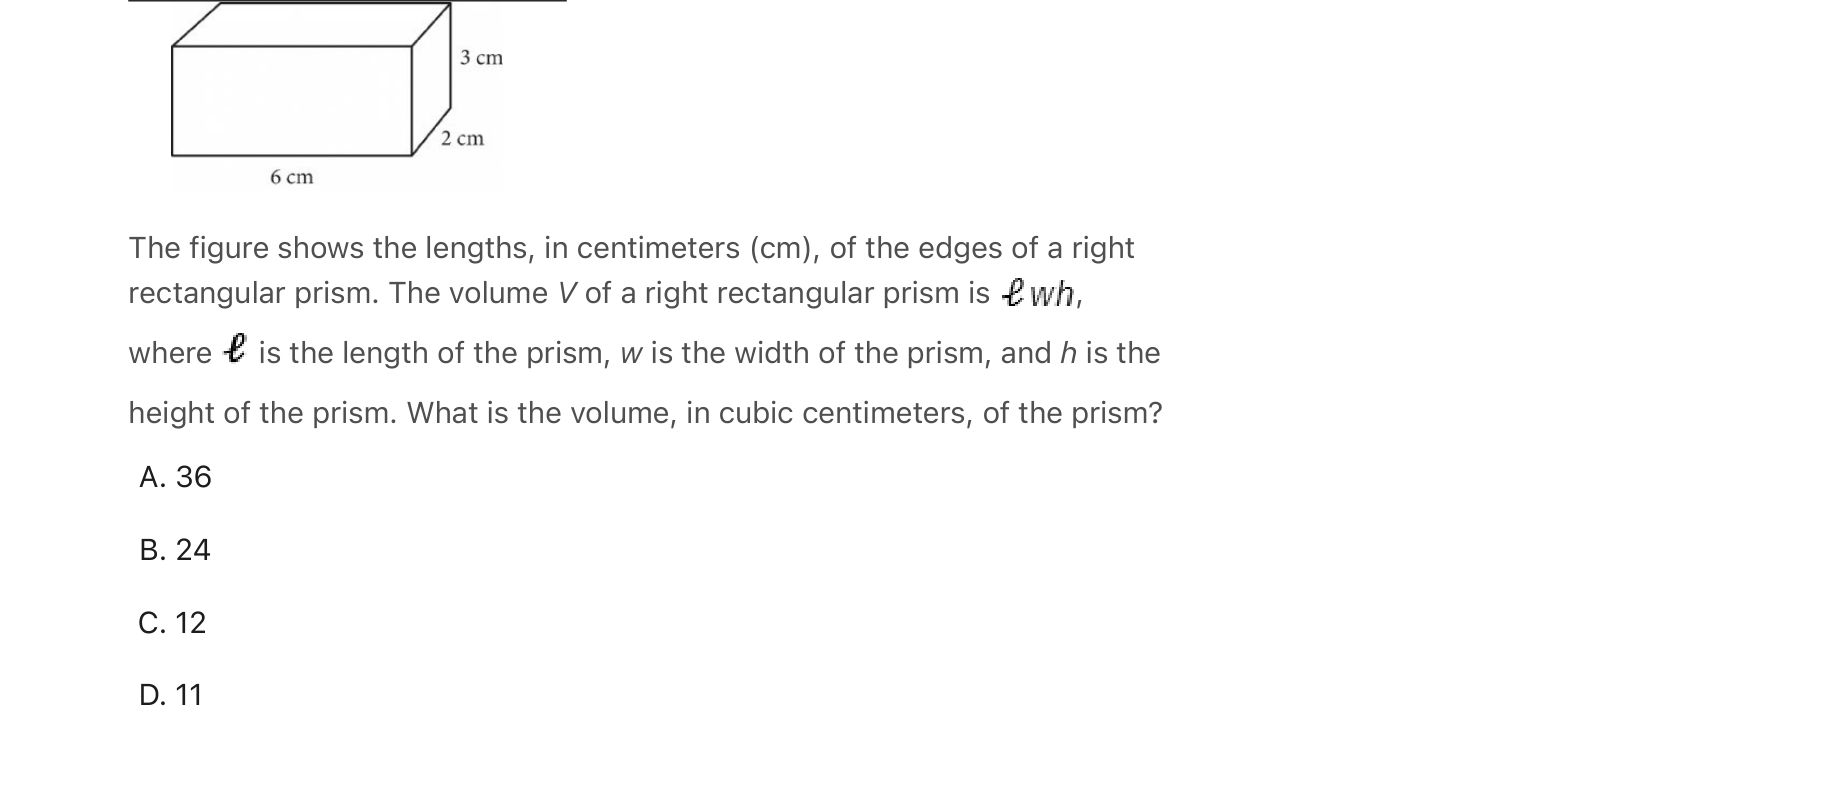 3 cm
2 cm
6 cm
The figure shows the lengths, in centimeters (cm), of the edges of a right
rectangular prism. The volume V of a right rectangular prism is ℓwh,
where ℓ is the length of the prism, w is the width of the prism, and h is the
height of the prism. What is the volume, in cubic centimeters, of the prism?
A. 36
B. 24
C. 12
D. 11